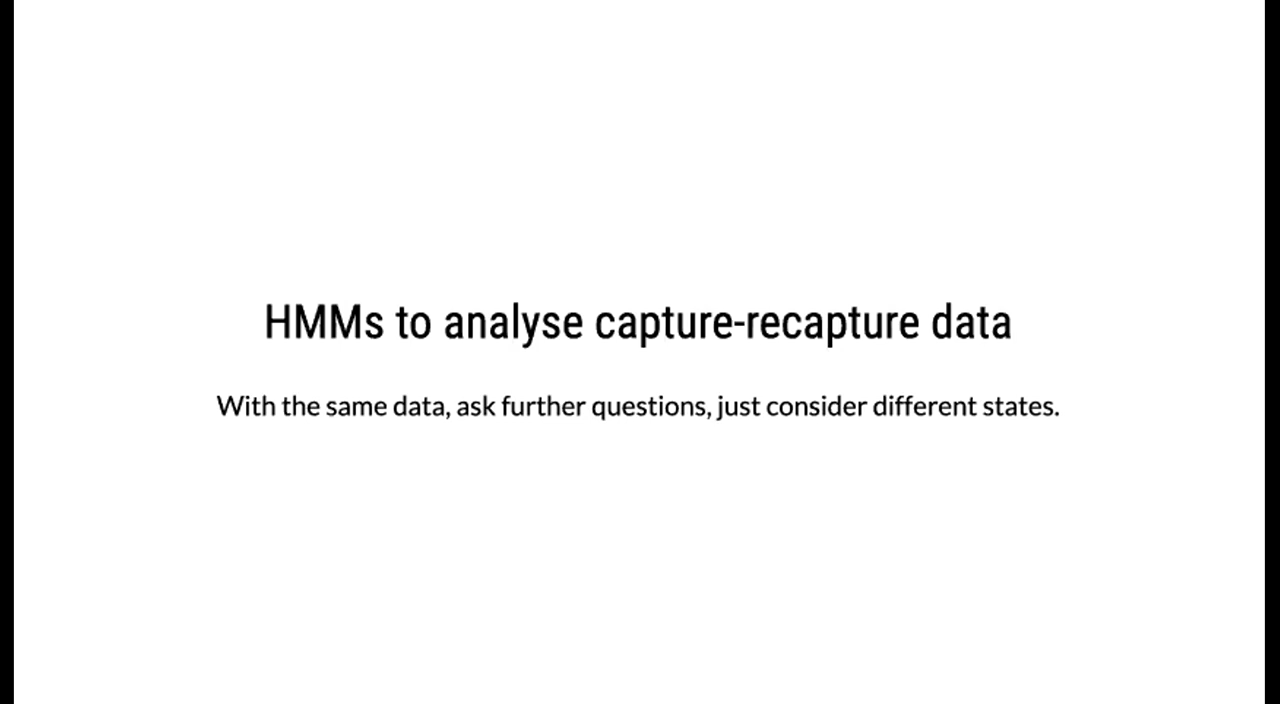 HMMs to analyse capture-recapture data
With the same data, ask further questions, just consider different states.